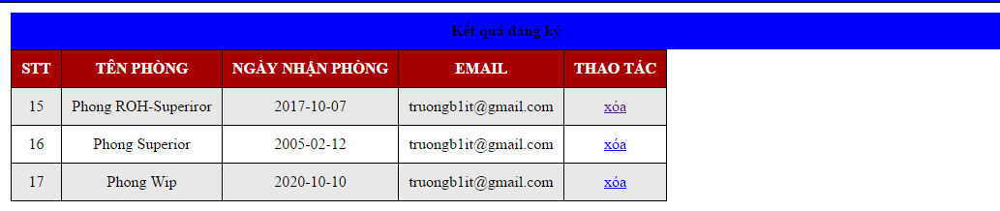 Kết quả đăng ký
STT TÊN PHÒNG NGÀY NHẬN PHÒNG EMAIL THAO TÁC
15 Phong ROH-Superiror 2017-10-07 truongb1it@gmail.com xóa
16 Phong Superior 2005-02-12 truongb1it@gmail.com xóa
17 Phong Wip 2020-10-10 truongb1it@gmail.com xóa